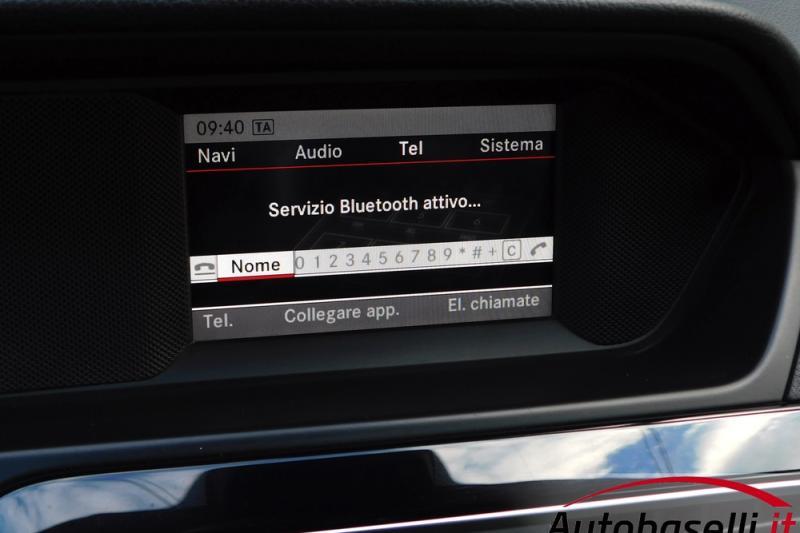 09:40 TA
Navi Audio Tel Sistema
Servizio Bluetooth attivo...
Nome 0 1 2 3 4 5 6 7 8 9 * # + C
Tel. Collegare app. El. chiamate
Autobaselli.it